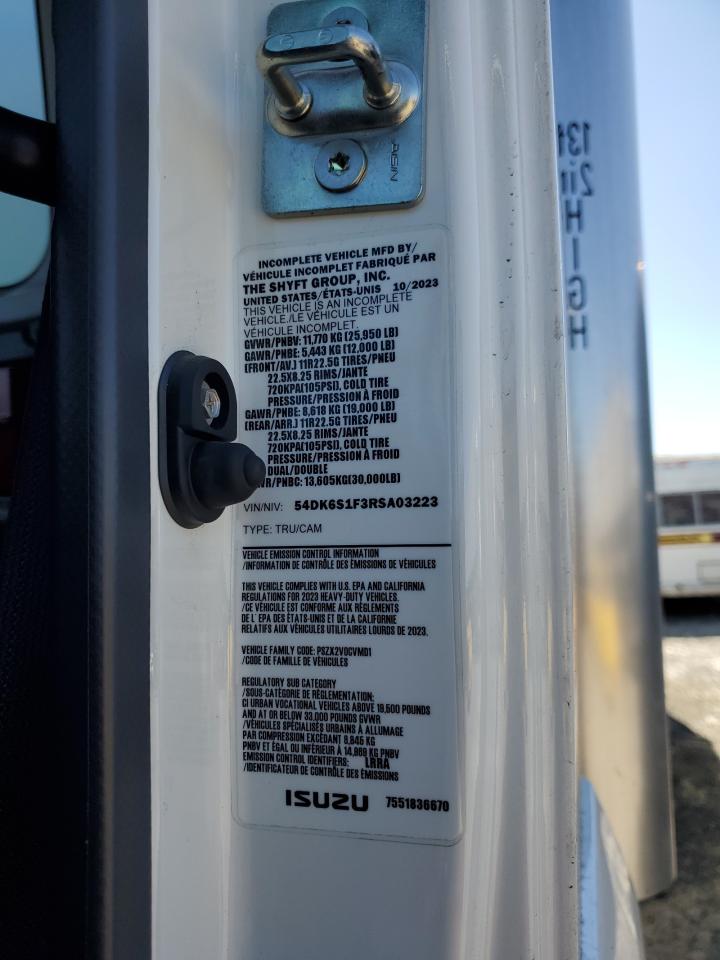 AISIN
INCOMPLETE VEHICLE MFD BY/
VÉHICULE INCOMPLET FABRIQUÉ PAR
THE SHYFT GROUP, INC.
UNITED STATES/ÉTATS-UNIS 10/2023
THIS VEHICLE IS AN INCOMPLETE
VEHICLE./LE VÉHICULE EST UN
VÉHICULE INCOMPLET.
GVWR/PNBV: 11,770 KG (25,950 LB)
GAWR/PNBE: 5,443 KG (12,000 LB)
(FRONT/AV.) 11R22.5G TIRES/PNEU
22.5X8.25 RIMS/JANTE
720KPA(105PSI), COLD TIRE
PRESSURE/PRESSION À FROID
GAWR/PNBE: 8,618 KG (19,000 LB)
(REAR/ARR.) 11R22.5G TIRES/PNEU
22.5X8.25 RIMS/JANTE
720KPA(105PSI), COLD TIRE
PRESSURE/PRESSION À FROID
DUAL/DOUBLE
WR/PNBC: 13,605KG(30,000LB)
VIN/NIV: 54DK6S1F3RSA03223
TYPE: TRU/CAM
VEHICLE EMISSION CONTROL INFORMATION
/INFORMATION DE CONTRÔLE DES ÉMISSIONS DE VÉHICULES
THIS VEHICLE COMPLIES WITH U.S. EPA AND CALIFORNIA
REGULATIONS FOR 2023 HEAVY-DUTY VEHICLES.
/CE VÉHICULE EST CONFORME AUX RÈGLEMENTS
DE L' EPA DES ÉTATS-UNIS ET DE LA CALIFORNIE
RELATIFS AUX VÉHICULES UTILITAIRES LOURDS DE 2023.
VEHICLE FAMILY CODE: PSZX2VOCVMD1
/CODE DE FAMILLE DE VÉHICULES
REGULATORY SUB CATEGORY
/SOUS-CATÉGORIE DE RÉGLEMENTATION:
CI URBAN VOCATIONAL VEHICLES ABOVE 19,500 POUNDS
AND AT OR BELOW 33,000 POUNDS GVWR
/VÉHICULES SPÉCIALISÉS URBAINS À ALLUMAGE
PAR COMPRESSION EXCÉDANT 8,845 KG
PNBV ET ÉGAL OU INFÉRIEUR À 14,969 KG PNBV
EMISSION CONTROL IDENTIFIERS: LRRA
/IDENTIFICATEUR DE CONTRÔLE DES ÉMISSIONS
ISUZU 7551836670
HIGH